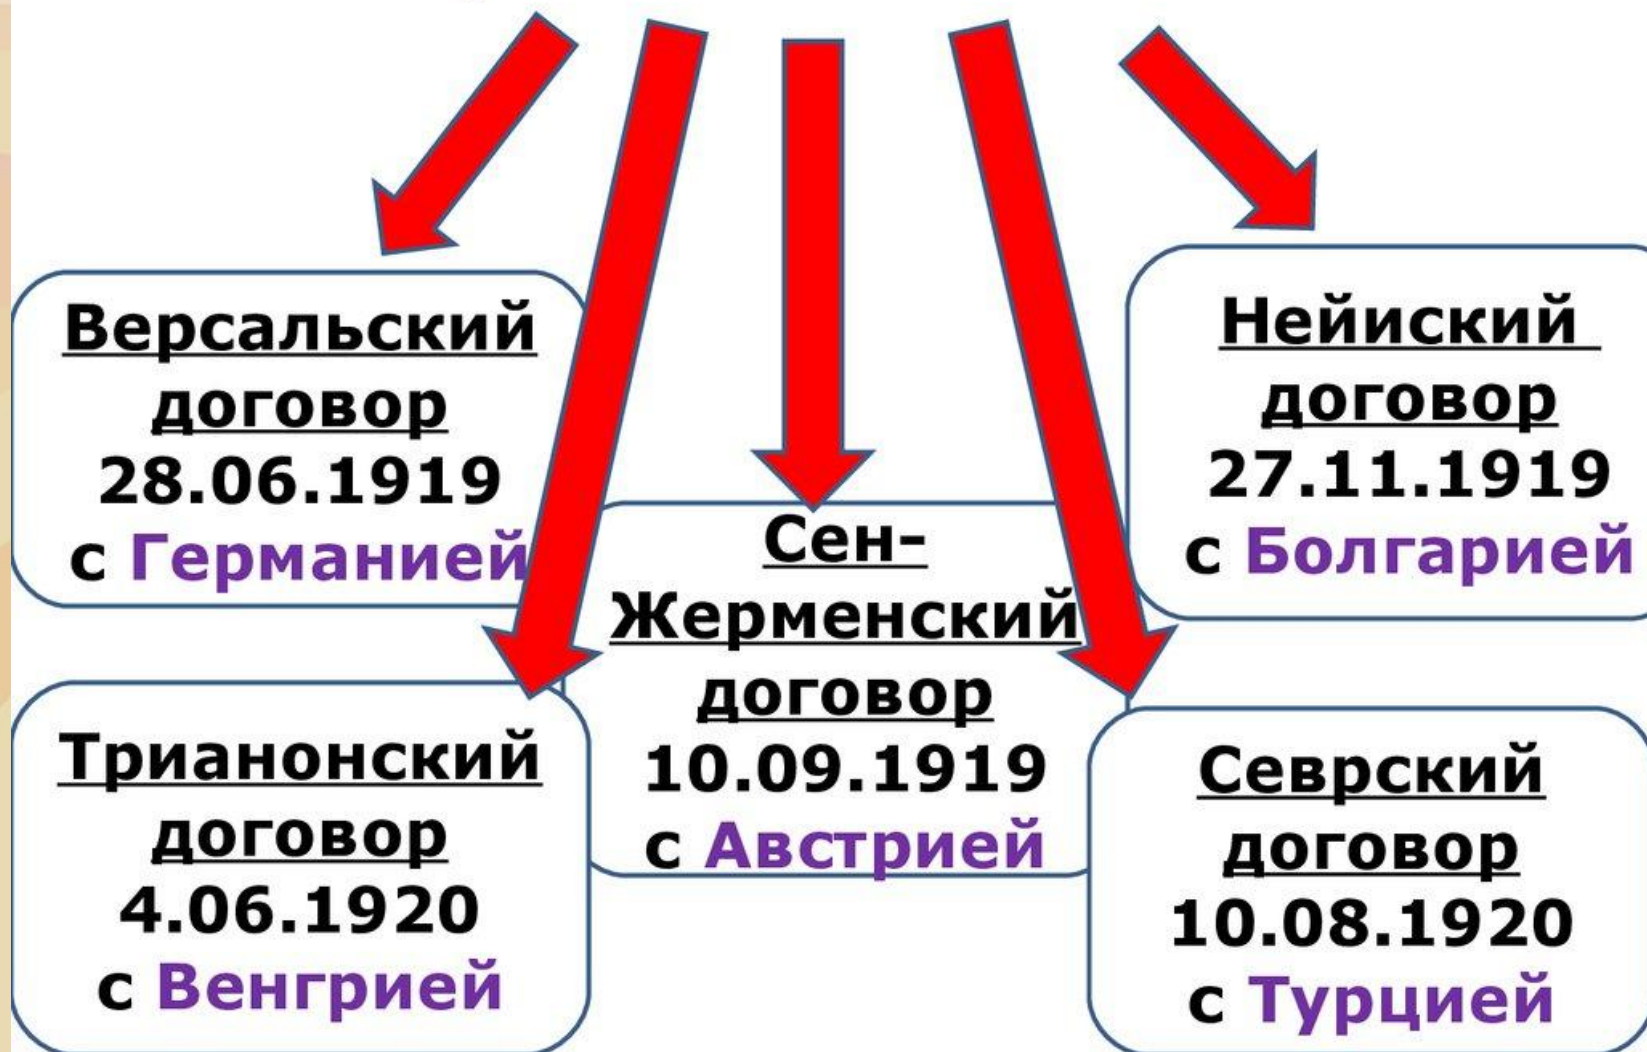 Версальский
договор
28.06.1919
с Германией
Нейиский
договор
27.11.1919
с Болгарией
Сен-
Жерменский
договор
10.09.1919
с Австрией
Трианонский
договор
4.06.1920
с Венгрией
Севрский
договор
10.08.1920
с Турцией